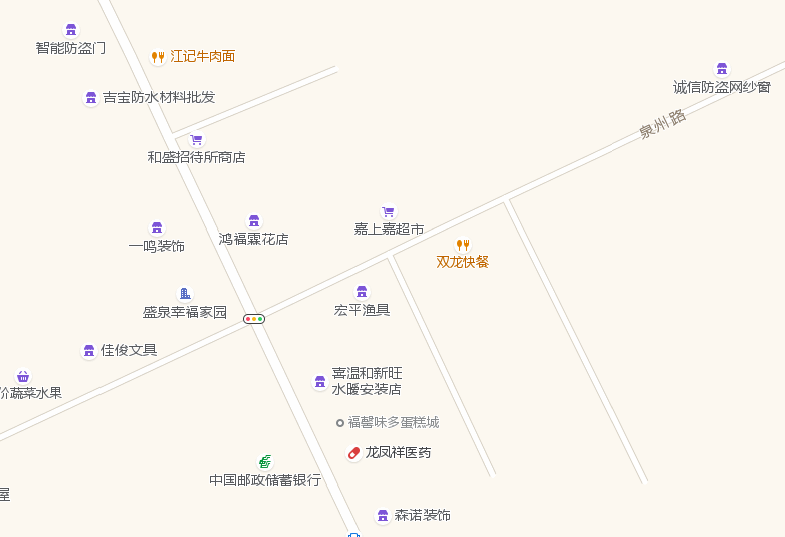 智能防盗门
江记牛肉面
诚信防盗网纱窗
吉宝防水材料批发
泉州路
和盛招待所商店
嘉上嘉超市
鸿福霖花店
一鸣装饰
双龙快餐
盛泉幸福家园
宏平渔具
佳俊文具
喜温和新旺
水暖安装店
价蔬菜水果
福馨味多蛋糕城
龙凤祥医药
中国邮政储蓄银行
屋
森诺装饰